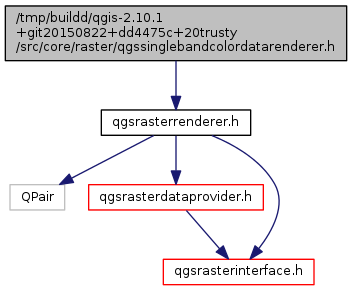 /tmp/buildd/qgis-2.10.1
+git20150822+dd4475c+20trusty
/src/core/raster/qgssinglebandcolordatarenderer.h
qgsrasterrenderer.h
QPair
qgsrasterdataprovider.h
qgsrasterinterface.h